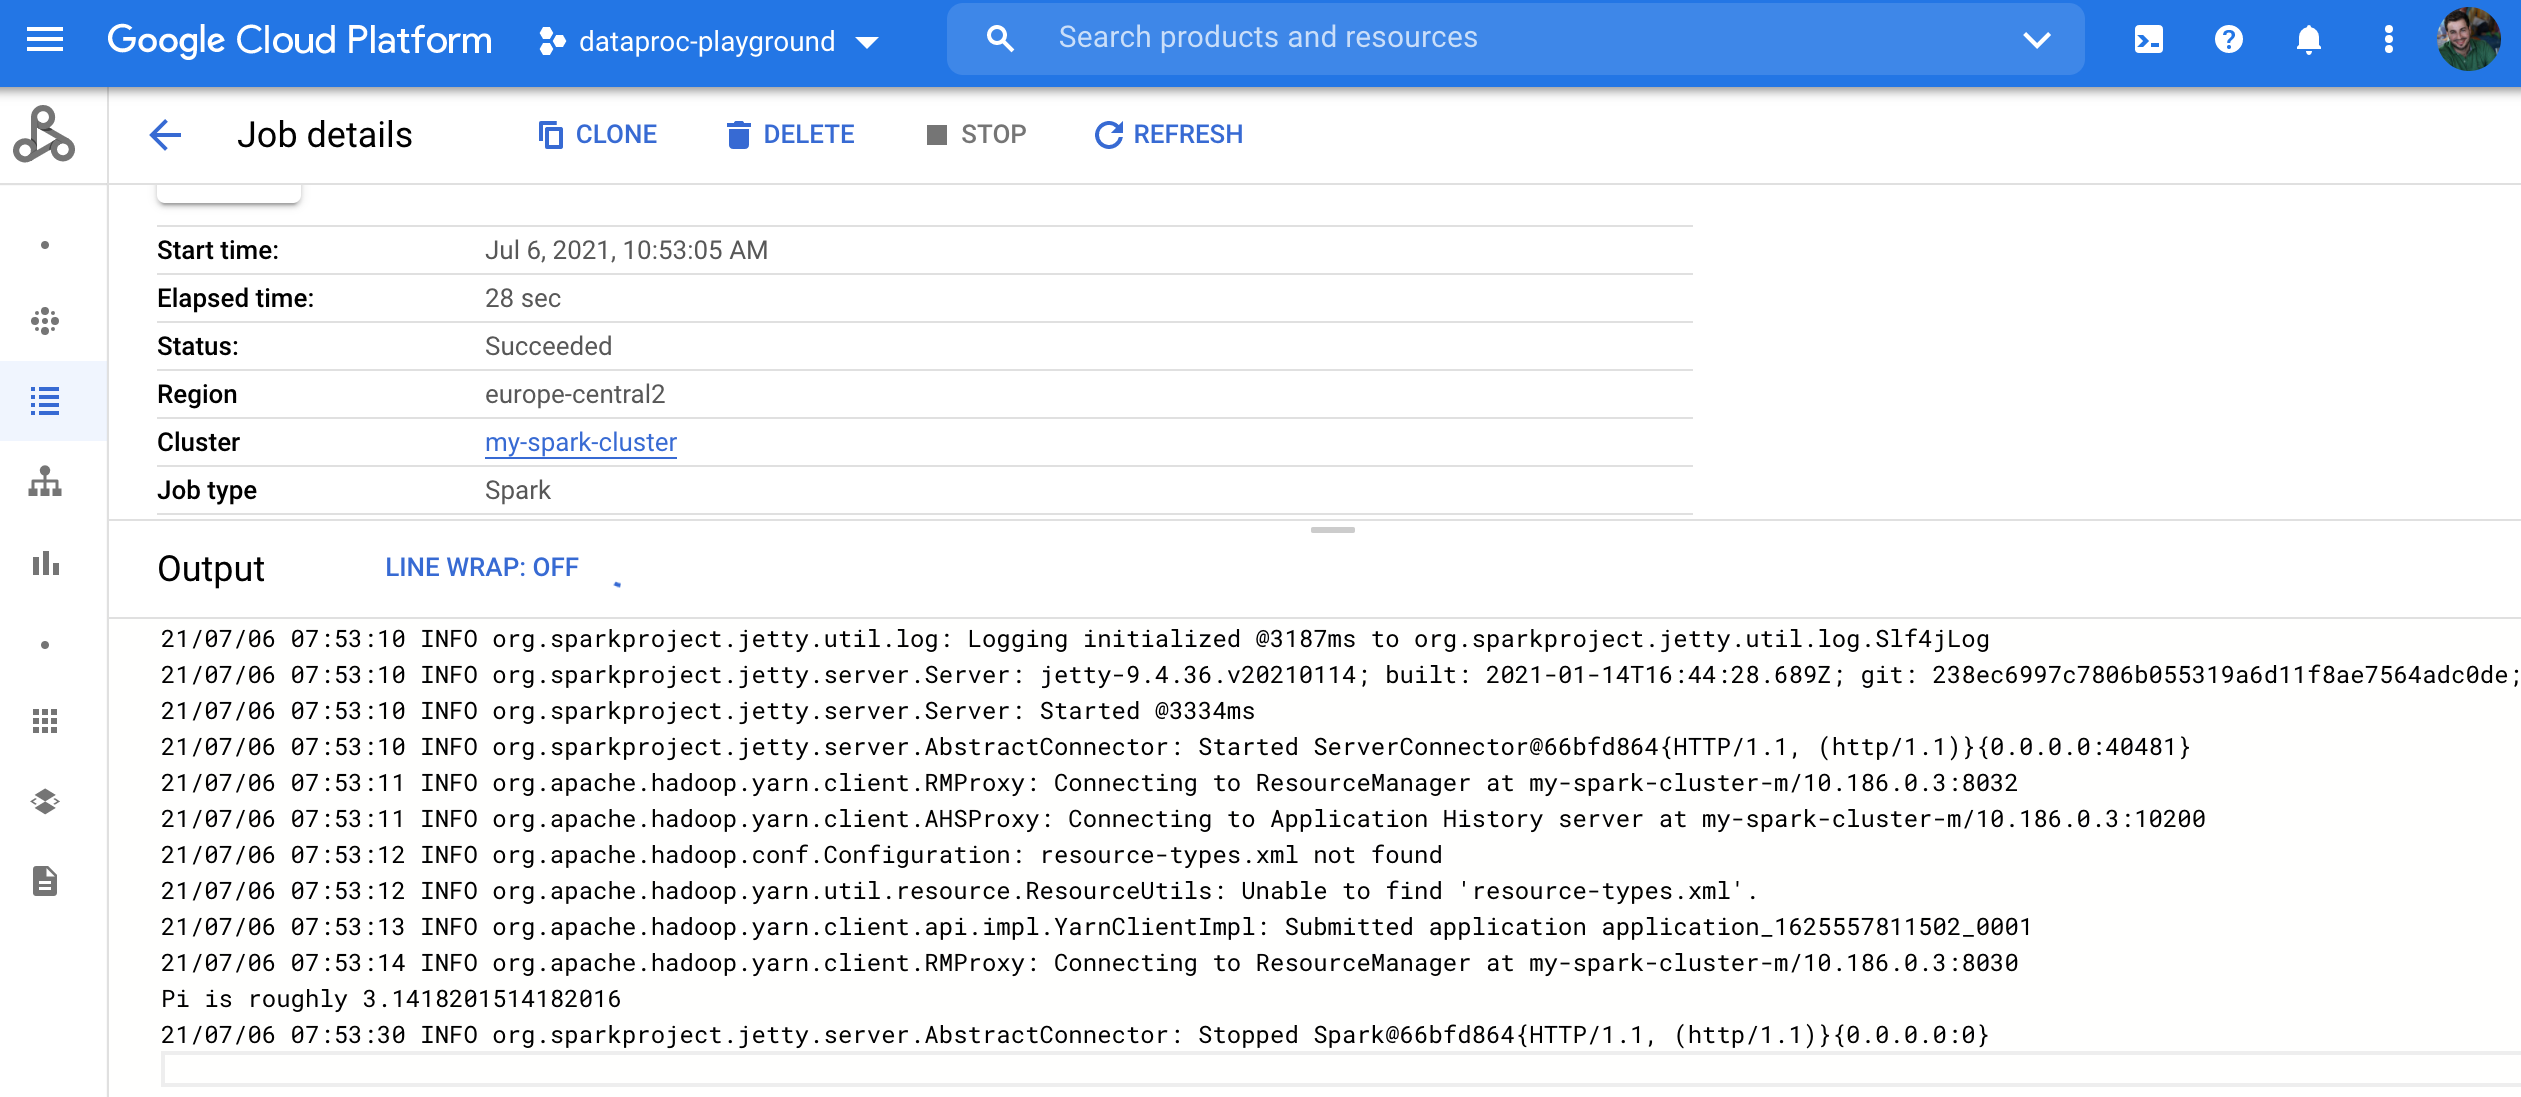 Google Cloud Platform dataproc-playground Search products and resources
Job details CLONE DELETE STOP REFRESH
Start time: Jul 6, 2021, 10:53:05 AM
Elapsed time: 28 sec
Status: Succeeded
Region europe-central2
Cluster my-spark-cluster
Job type Spark
Output LINE WRAP: OFF
21/07/06 07:53:10 INFO org.sparkproject.jetty.util.log: Logging initialized @3187ms to org.sparkproject.jetty.util.log.Slf4jLog
21/07/06 07:53:10 INFO org.sparkproject.jetty.server.Server: jetty-9.4.36.v20210114; built: 2021-01-14T16:44:28.689Z; git: 238ec6997c7806b055319a6d11f8ae7564adc0de;
21/07/06 07:53:10 INFO org.sparkproject.jetty.server.Server: Started @3334ms
21/07/06 07:53:10 INFO org.sparkproject.jetty.server.AbstractConnector: Started ServerConnector@66bfd864{HTTP/1.1, (http/1.1)}{0.0.0.0:40481}
21/07/06 07:53:11 INFO org.apache.hadoop.yarn.client.RMProxy: Connecting to ResourceManager at my-spark-cluster-m/10.186.0.3:8032
21/07/06 07:53:11 INFO org.apache.hadoop.yarn.client.AHSProxy: Connecting to Application History server at my-spark-cluster-m/10.186.0.3:10200
21/07/06 07:53:12 INFO org.apache.hadoop.conf.Configuration: resource-types.xml not found
21/07/06 07:53:12 INFO org.apache.hadoop.yarn.util.resource.ResourceUtils: Unable to find 'resource-types.xml'.
21/07/06 07:53:13 INFO org.apache.hadoop.yarn.client.api.impl.YarnClientImpl: Submitted application application_1625557811502_0001
21/07/06 07:53:14 INFO org.apache.hadoop.yarn.client.RMProxy: Connecting to ResourceManager at my-spark-cluster-m/10.186.0.3:8030
Pi is roughly 3.1418201514182016
21/07/06 07:53:30 INFO org.sparkproject.jetty.server.AbstractConnector: Stopped Spark@66bfd864{HTTP/1.1, (http/1.1)}{0.0.0.0:0}